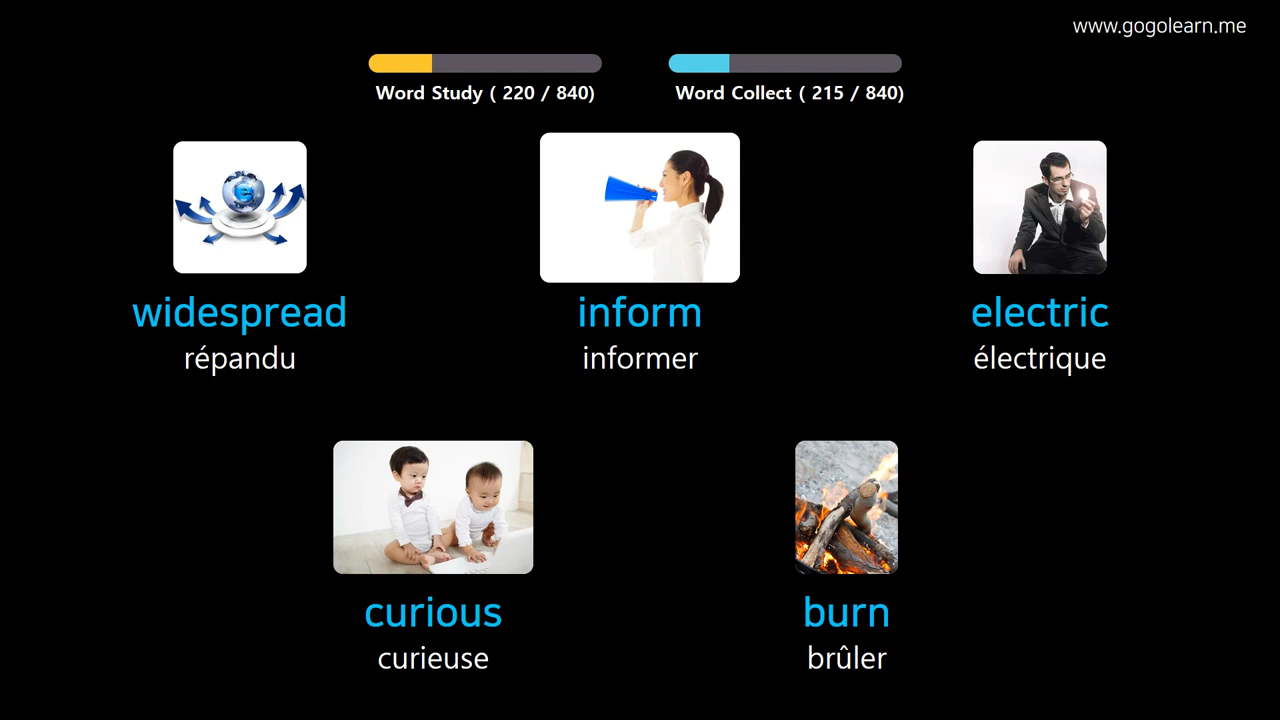 www.gogolearn.me
Word Study ( 220 / 840)
Word Collect ( 215 / 840)
widespread
répandu
inform
informer
electric
électrique
curious
curieuse
burn
brûler